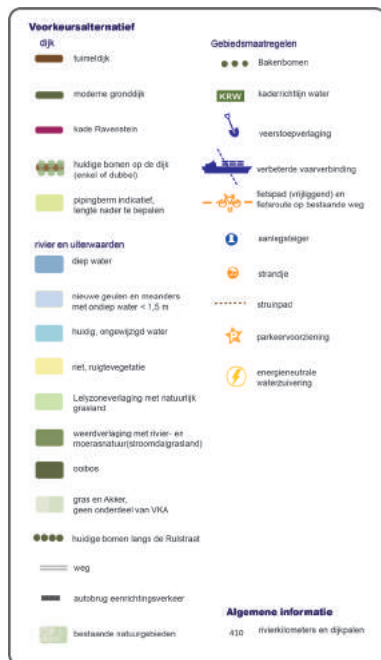 Voorkeursalternatief
dijk
tuimeldijk
moderne gronddijk
kade Ravenstein
huidige bomen op de dijk
(enkel of dubbel)
pipingberm indicatief,
lengte nader te bepalen
rivier en uiterwaarden
diep water
nieuwe geulen en meanders
met ondiep water < 1,5 m
huidig, ongewijzigd water
riet, ruigtevegetatie
Lelyzoneverlaging met natuurlijk
grasland
weerdverlaging met rivier- en
moerasnatuur(stroomdalgrasland)
ooibos
gras en Akker,
geen onderdeel van VKA
huidige bomen langs de Ruistraat
weg
autobrug eenrichtingsverkeer
bestaande natuurgebieden
Gebiedsmaatregelen
Bakenbomen
KRW
kaderrichtlijn water
veerstoepverlaging
verbeterde vaarverbinding
fietspad (vrijliggend) en
fietsroute op bestaande weg
aanlegsteiger
strandje
struinpad
P
parkeervoorziening
energieneutrale
waterzuivering
Algemene informatie
410
rivierkilometers en dijkpalen